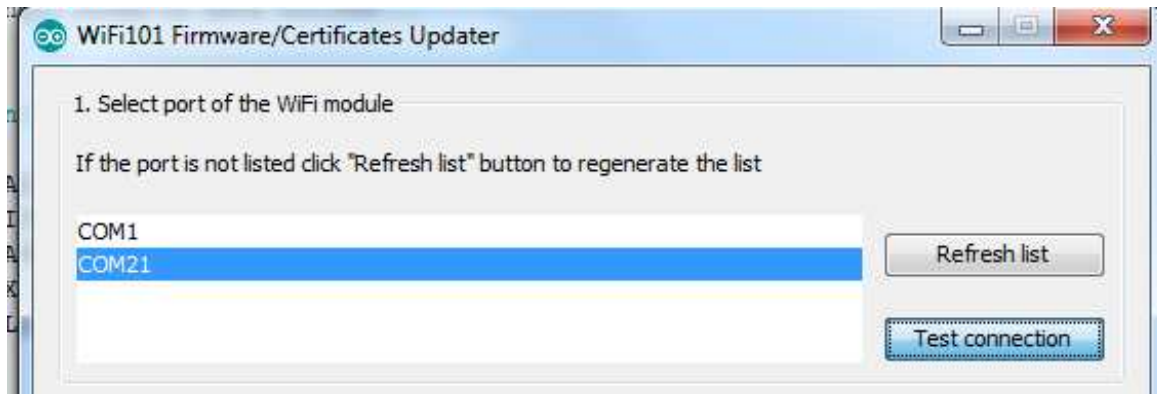 WiFi101 Firmware/Certificates Updater
1. Select port of the WiFi module
If the port is not listed click "Refresh list" button to regenerate the list
COM1
COM21
Refresh list
Test connection